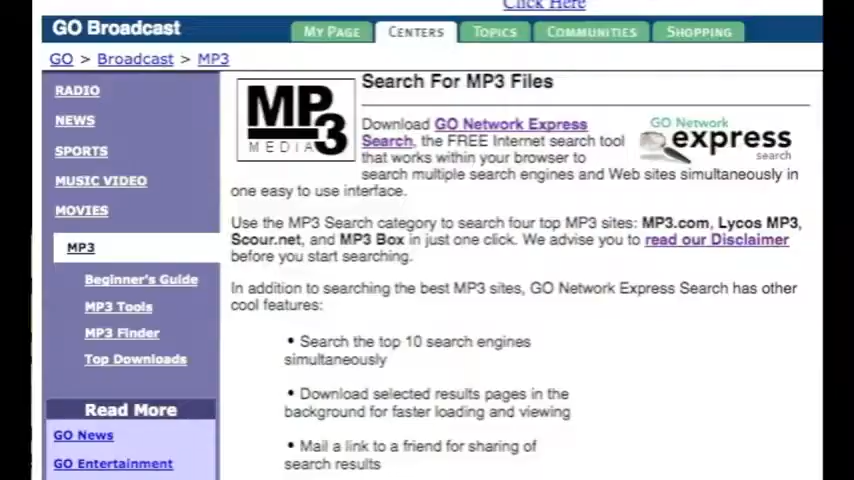 Click Here
GO Broadcast
MY PAGE
CENTERS
TOPICS
COMMUNITIES
SHOPPING
GO > Broadcast > MP3
RADIO
NEWS
SPORTS
MUSIC VIDEO
MOVIES
MP3
Beginner's Guide
MP3 Tools
MP3 Finder
Top Downloads
Read More
GO News
GO Entertainment
MP3
MEDIA
Search For MP3 Files
Download GO Network Express
Search, the FREE Internet search tool
that works within your browser to
search multiple search engines and Web sites simultaneously in
one easy to use interface.
GO Network
express
search
Use the MP3 Search category to search four top MP3 sites: MP3.com, Lycos MP3,
Scour.net, and MP3 Box in just one click. We advise you to read our Disclaimer
before you start searching.
In addition to searching the best MP3 sites, GO Network Express Search has other
cool features:
• Search the top 10 search engines
simultaneously
• Download selected results pages in the
background for faster loading and viewing
• Mail a link to a friend for sharing of
search results